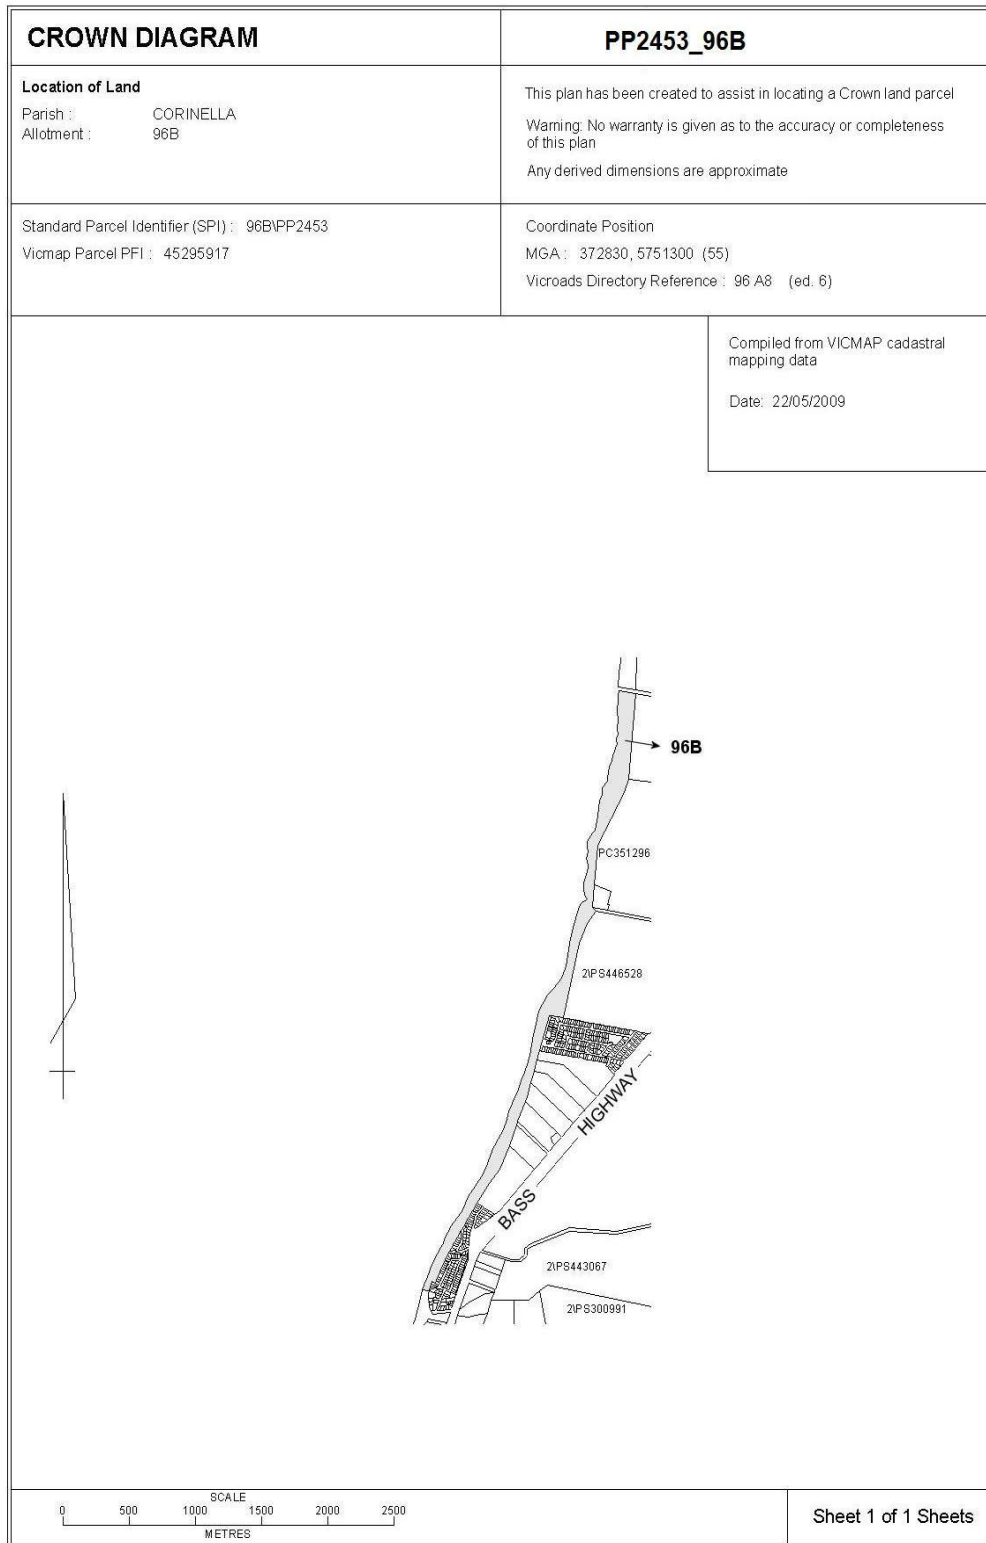 CROWN DIAGRAM
PP2453_96B
Location of Land
Parish : CORINELLA
Allotment : 96B
This plan has been created to assist in locating a Crown land parcel
Warning: No warranty is given as to the accuracy or completeness
of this plan
Any derived dimensions are approximate
Standard Parcel Identifier (SPI) : 96B\PP2453
Vicmap Parcel PFI : 45295917
Coordinate Position
MGA : 372830, 5751300 (55)
Vicroads Directory Reference : 96 A8 (ed. 6)
Compiled from VICMAP cadastral
mapping data
Date: 22/05/2009
96B
PC351296
2\PS446528
BASS HIGHWAY
2\PS443067
2\PS300991
SCALE
0 500 1000 1500 2000 2500
METRES
Sheet 1 of 1 Sheets